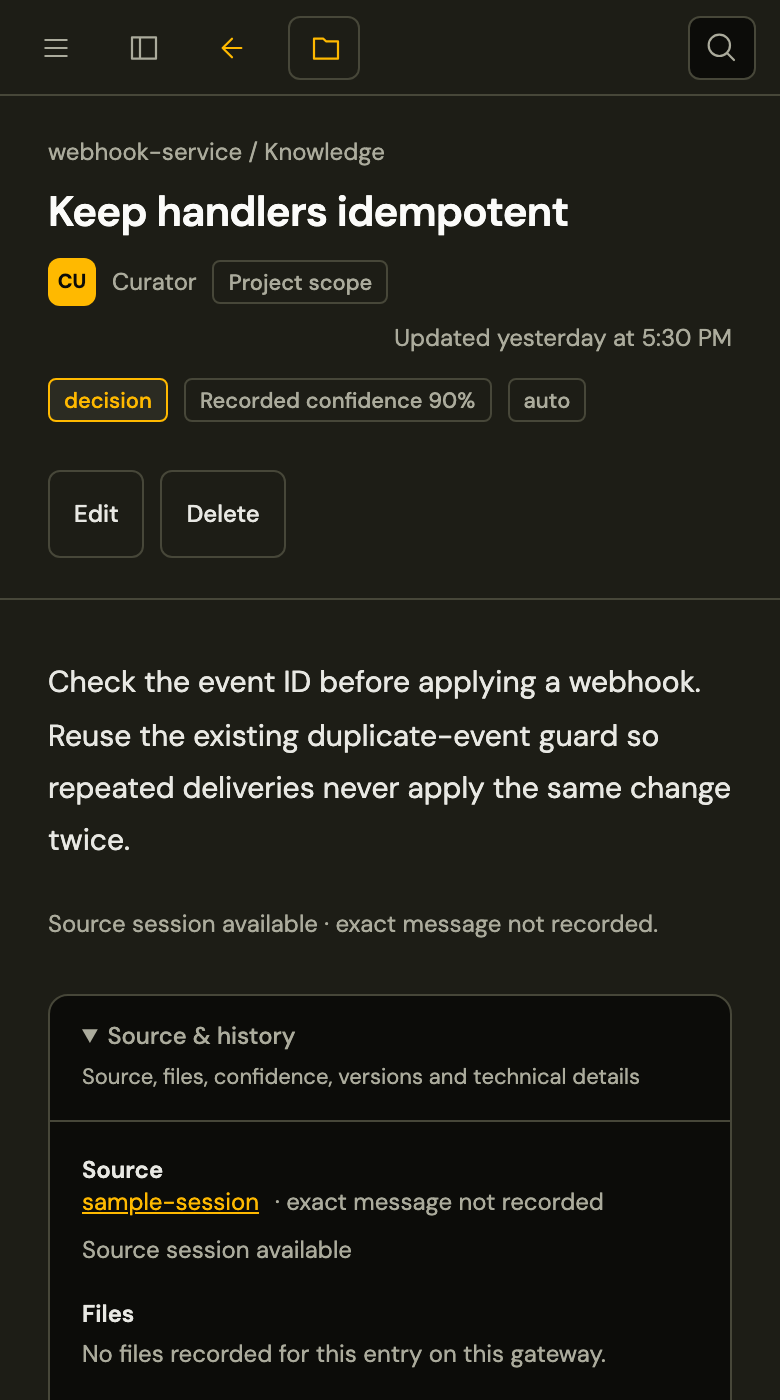 webhook-service / Knowledge
Keep handlers idempotent
CU Curator Project scope
Updated yesterday at 5:30 PM
decision Recorded confidence 90% auto
Edit Delete
Check the event ID before applying a webhook.
Reuse the existing duplicate-event guard so
repeated deliveries never apply the same change
twice.
Source session available · exact message not recorded.
▼ Source & history
Source, files, confidence, versions and technical details
Source
sample-session · exact message not recorded
Source session available
Files
No files recorded for this entry on this gateway.